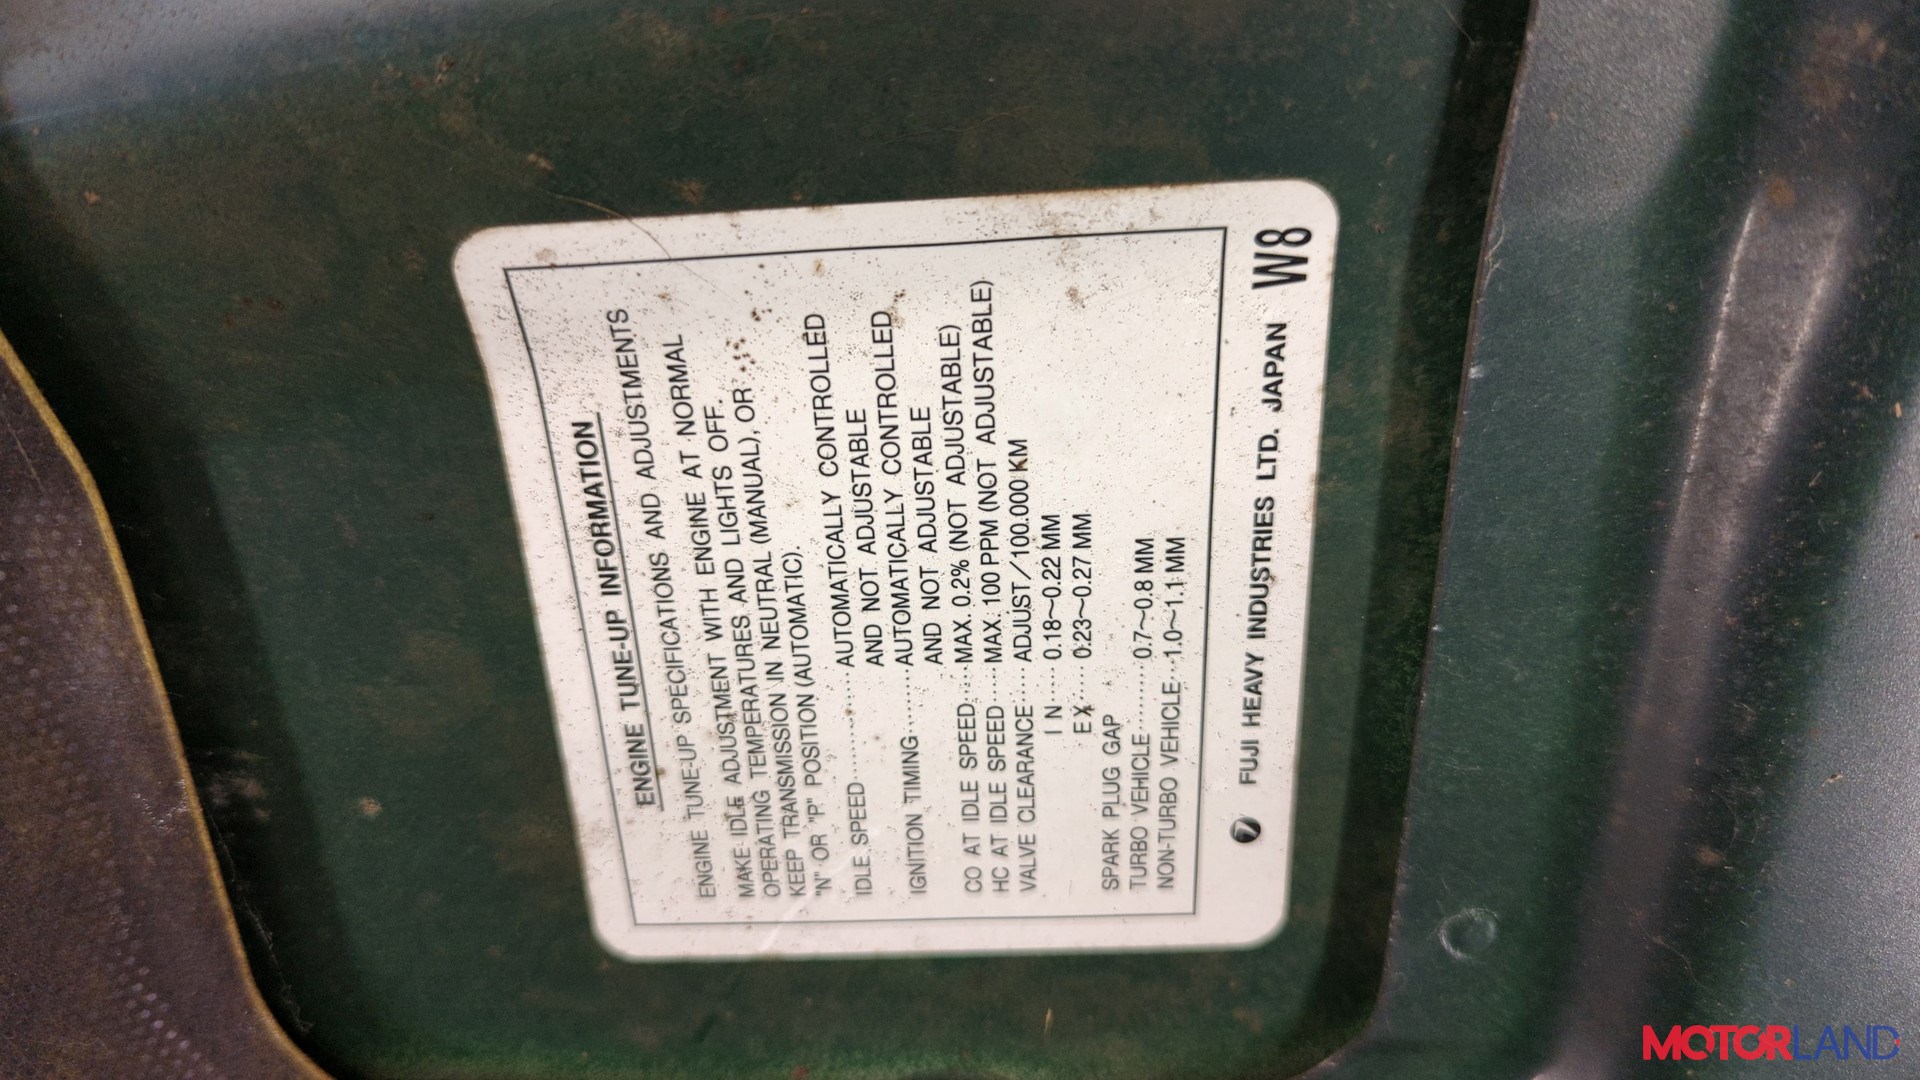 ENGINE TUNE-UP INFORMATION
ENGINE TUNE-UP SPECIFICATIONS AND ADJUSTMENTS
MAKE IDLE ADJUSTMENT WITH ENGINE AT NORMAL
OPERATING TEMPERATURES AND LIGHTS OFF.
KEEP TRANSMISSION IN NEUTRAL (MANUAL), OR
"N" OR "P" POSITION (AUTOMATIC).
IDLE SPEED············AUTOMATICALLY CONTROLLED
AND NOT ADJUSTABLE
IGNITION TIMING·······AUTOMATICALLY CONTROLLED
AND NOT ADJUSTABLE
CO AT IDLE SPEED····MAX. 0.2% (NOT ADJUSTABLE)
HC AT IDLE SPEED····MAX. 100 PPM (NOT ADJUSTABLE)
VALVE CLEARANCE·····ADJUST/100.000 KM
IN····· 0.18~0.22 MM
EX····· 0.23~0.27 MM
SPARK PLUG GAP
TURBO VEHICLE········· 0.7~0.8 MM
NON-TURBO VEHICLE···1.0~1.1 MM
FUJI HEAVY INDUSTRIES LTD. JAPAN W8
MOTORLAND